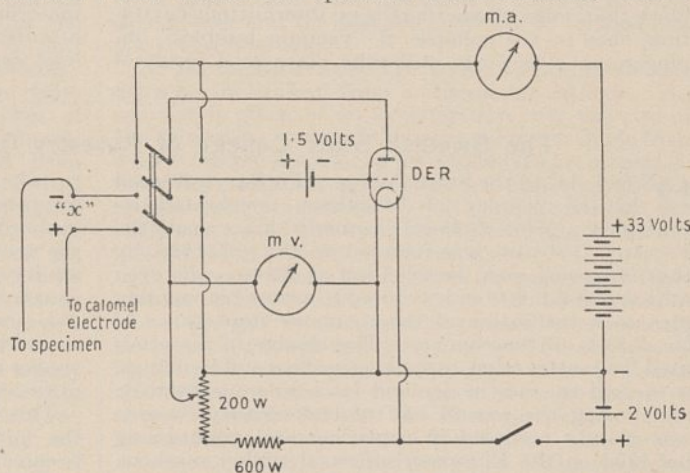 m.a.
1·5 Volts
+ -
DER
- "x"
+
+ 33 Volts
m v.
To calomel
electrode
To specimen
200 W
-
2 Volts
+
600 W